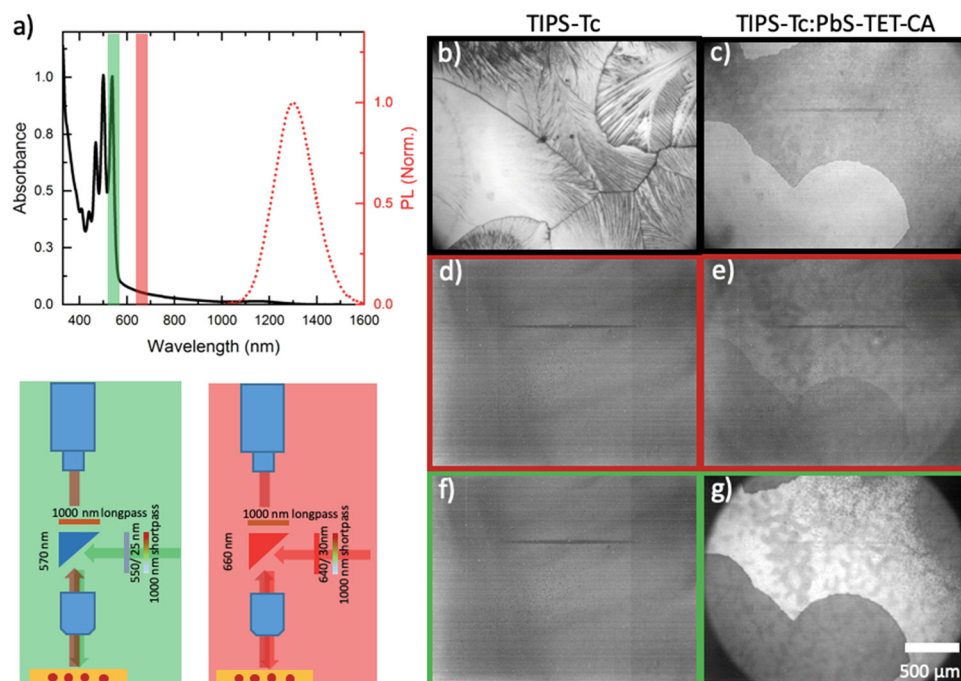 a)
Absorbance
1.0
0.8
0.5
0.3
0.0
400 600 800 1000 1200 1400 1600
Wavelength (nm)
1.0
0.5
0.0
PL (Norm.)
1000 nm longpass
570 nm
550/ 25 nm
1000 nm shortpass
1000 nm longpass
660 nm
640/ 30nm
1000 nm shortpass
TIPS-Tc
TIPS-Tc:PbS-TET-CA
b)
c)
d)
e)
f)
g)
500 µm